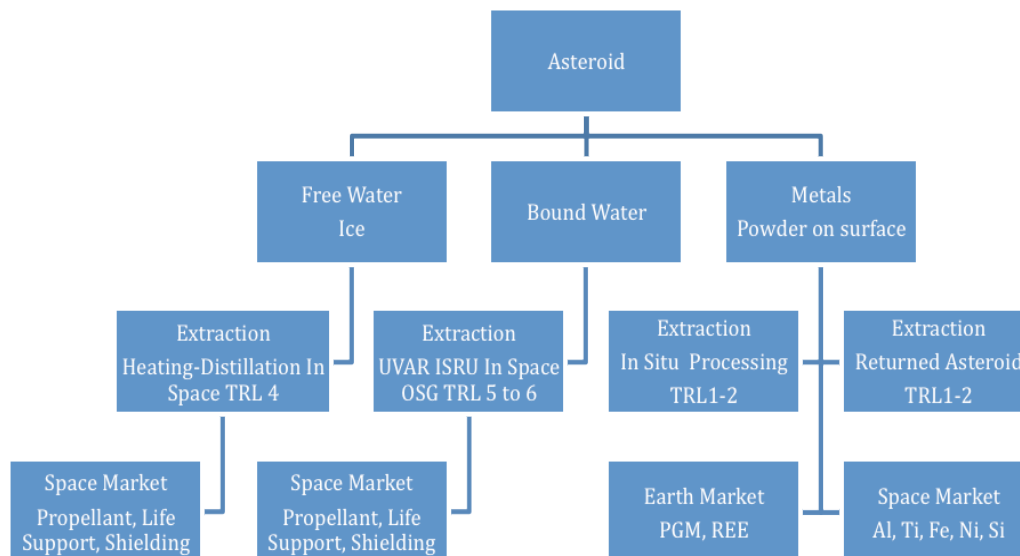 Asteroid
Free Water
Ice
Bound Water
Metals
Powder on surface
Extraction
Heating-Distillation In
Space TRL 4
Extraction
UVAR ISRU In Space
OSG TRL 5 to 6
Extraction
In Situ Processing
TRL1-2
Extraction
Returned Asteroid
TRL1-2
Space Market
Propellant, Life
Support, Shielding
Space Market
Propellant, Life
Support, Shielding
Earth Market
PGM, REE
Space Market
Al, Ti, Fe, Ni, Si